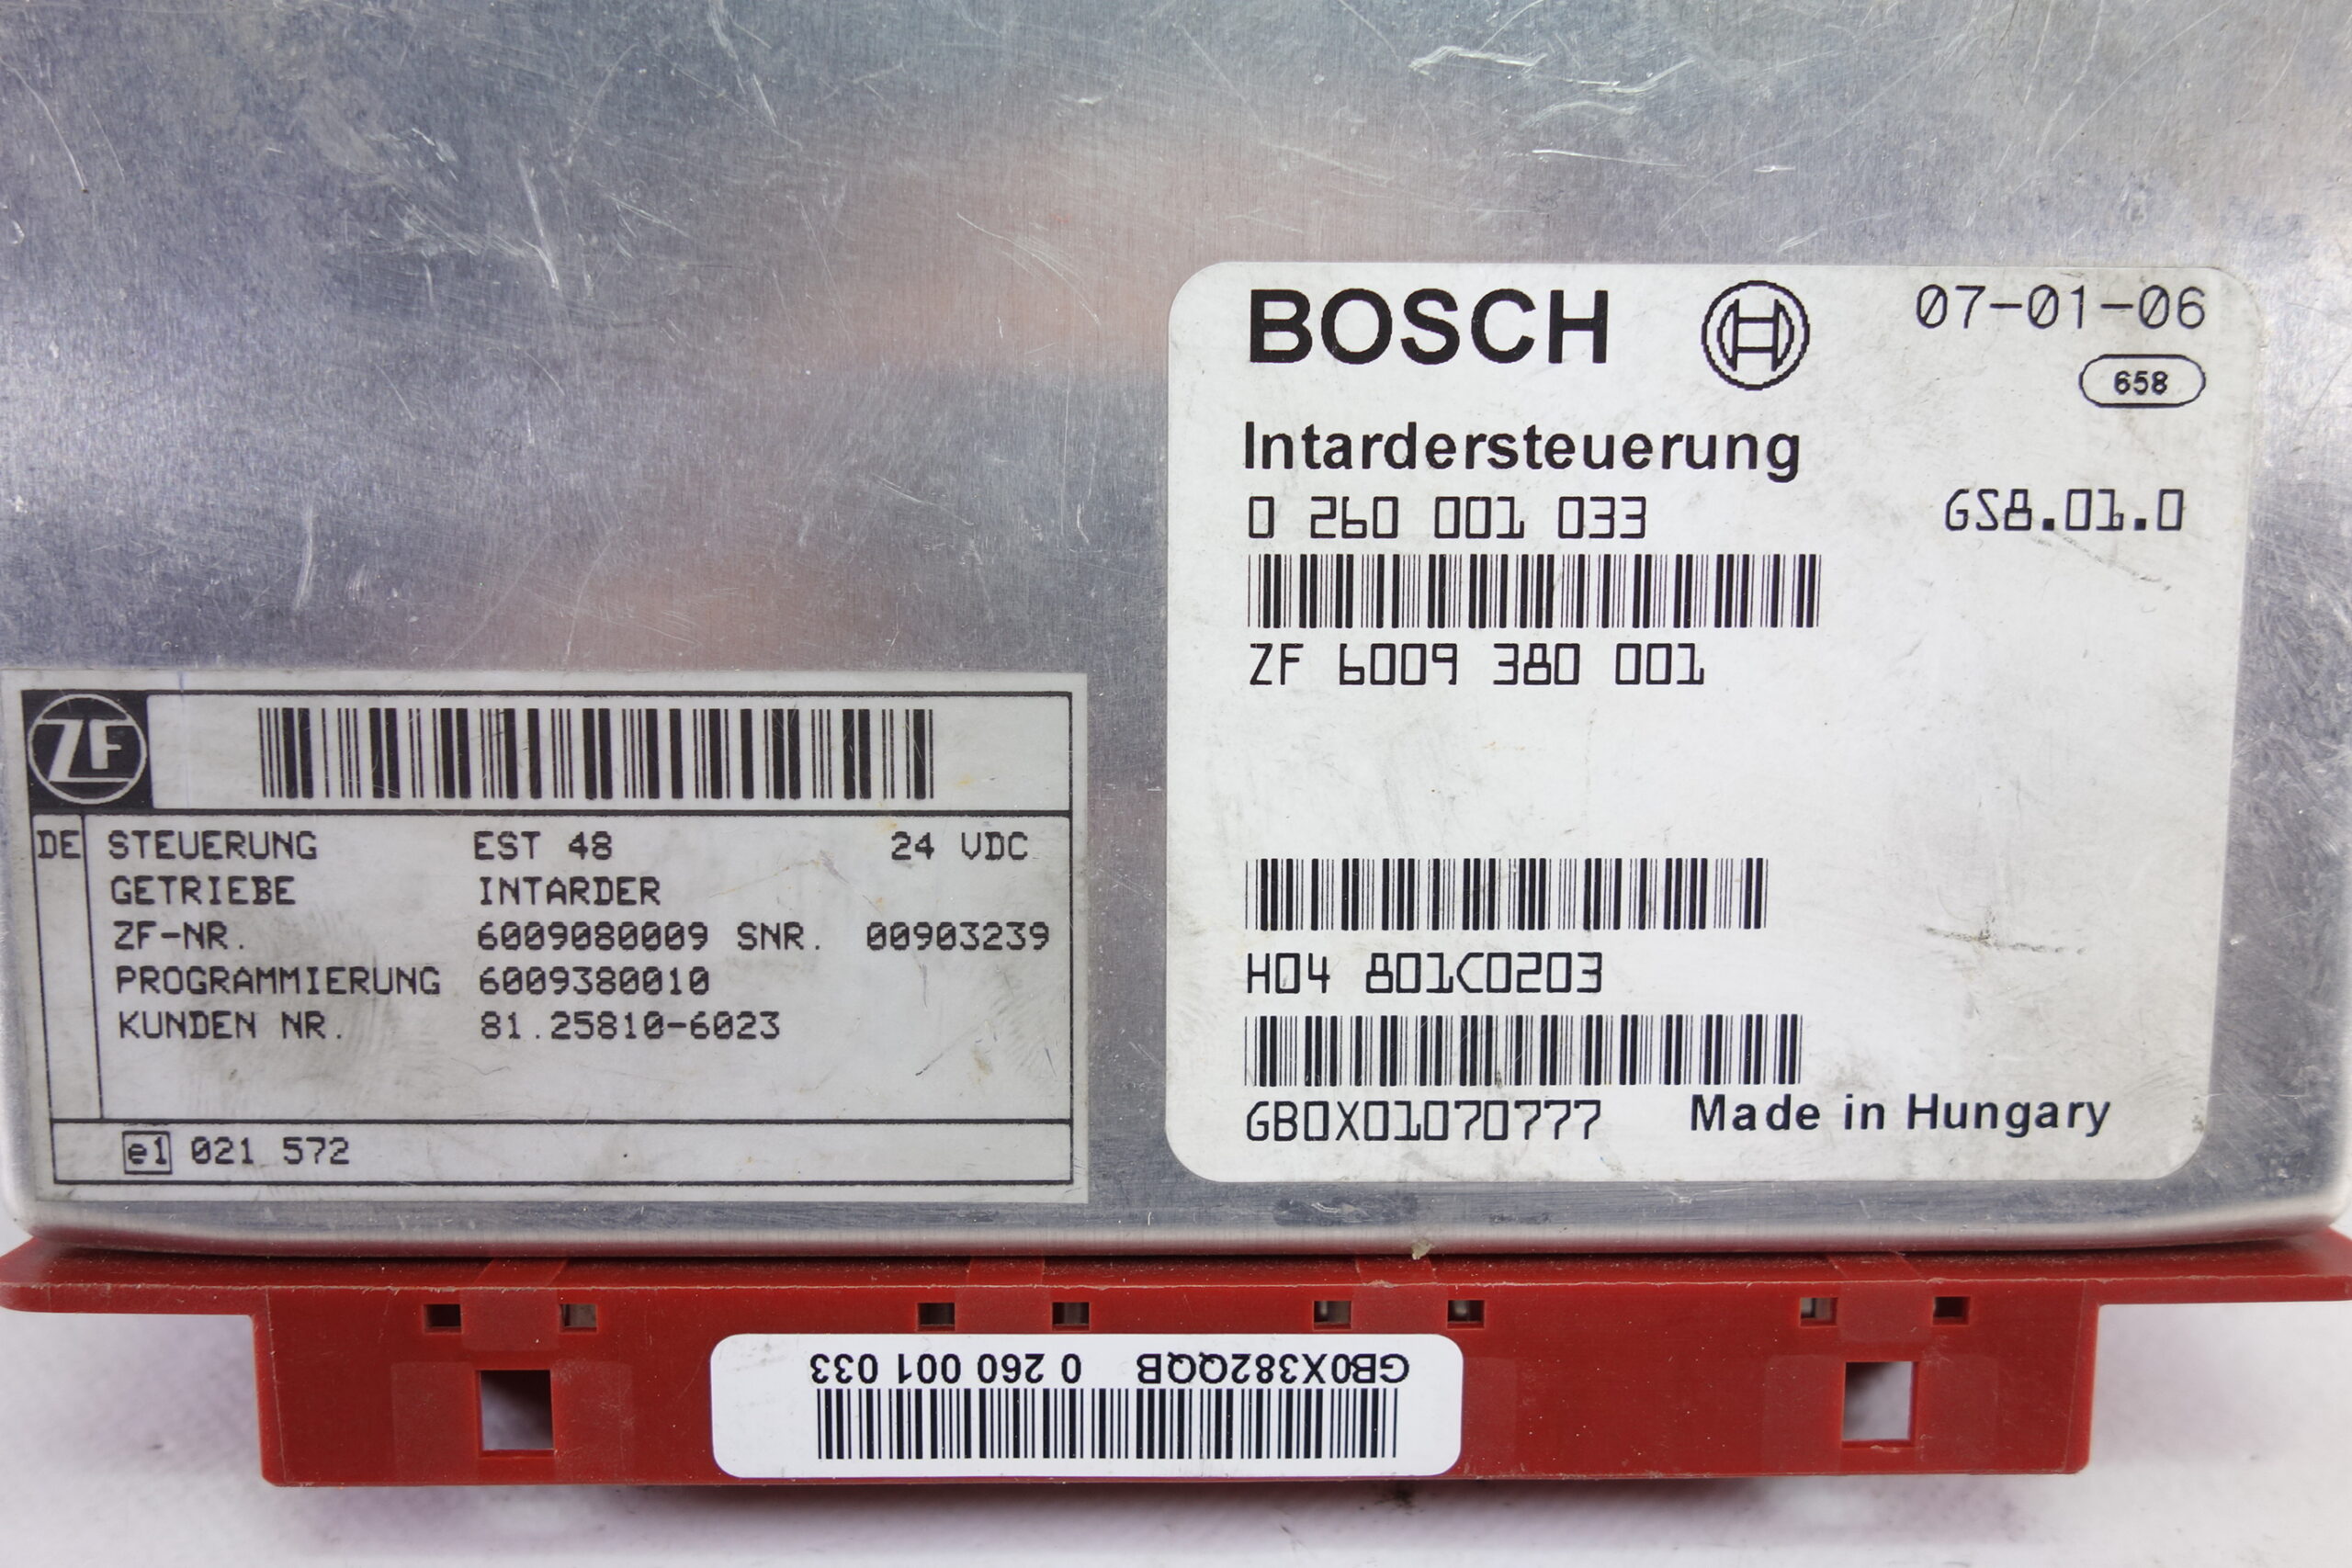 BOSCH 07-01-06
658
Intardersteuerung
0 260 001 033 GS8.01.0
ZF 6009 380 001
H04 801C0203
GB0X01070777 Made in Hungary
ZF
DE STEUERUNG EST 48 24 VDC
GETRIEBE INTARDER
ZF-NR. 6009080009 SNR. 00903239
PROGRAMMIERUNG 6009380010
KUNDEN NR. 81.25810-6023
e1 021 572
GB0X382QQB 0 260 001 033